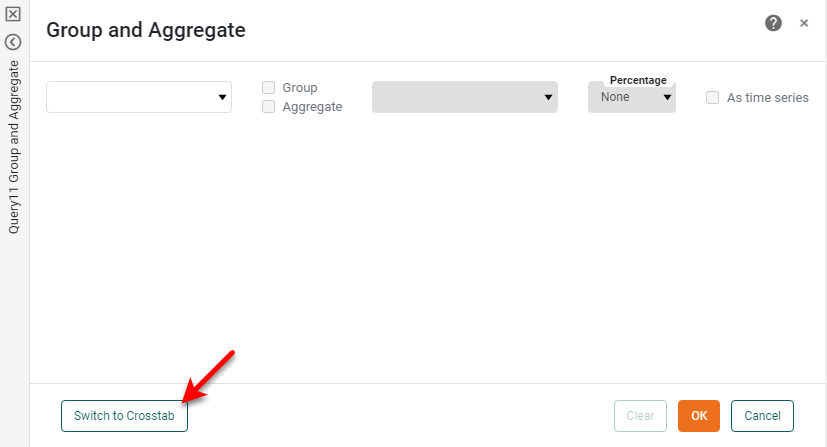 Group and Aggregate
Query11 Group and Aggregate
Group
Aggregate
Percentage
None
As time series
Switch to Crosstab
Clear
OK
Cancel